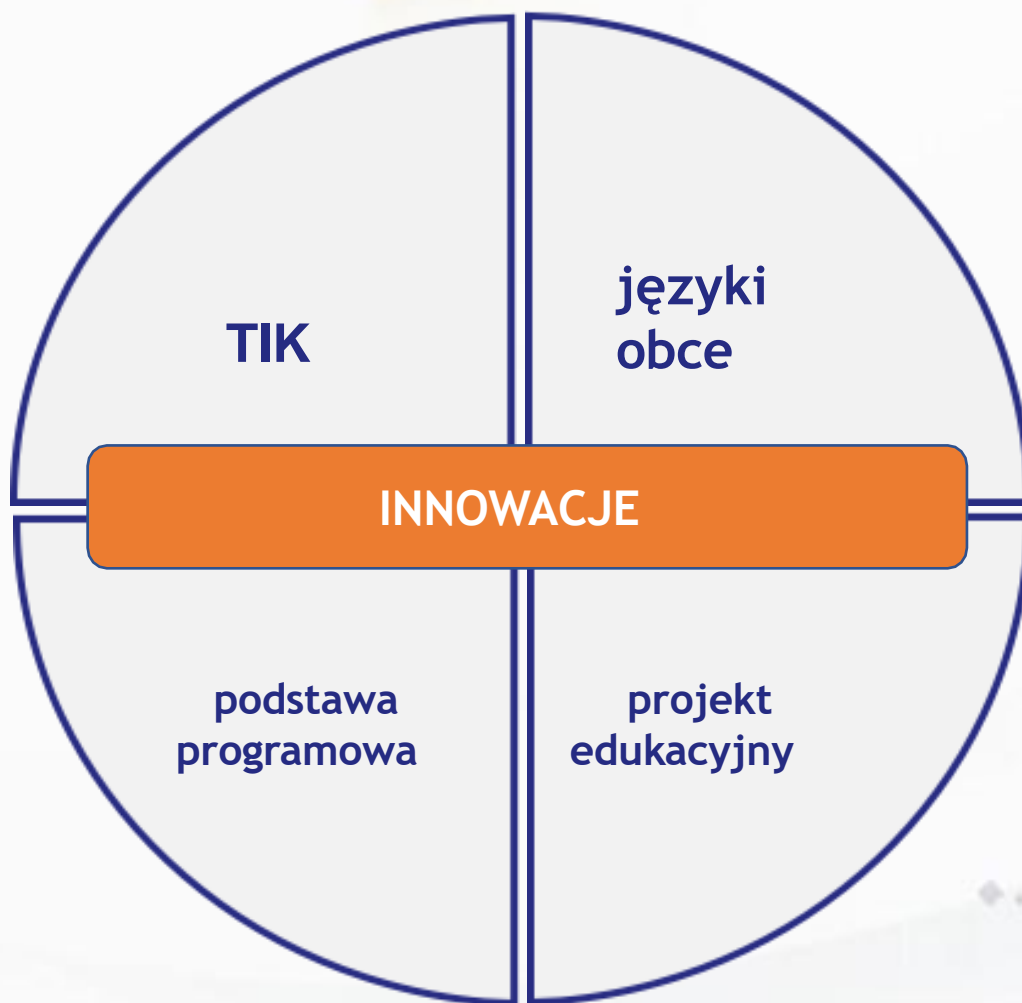 TIK
języki
obce
INNOWACJE
podstawa
programowa
projekt
edukacyjny